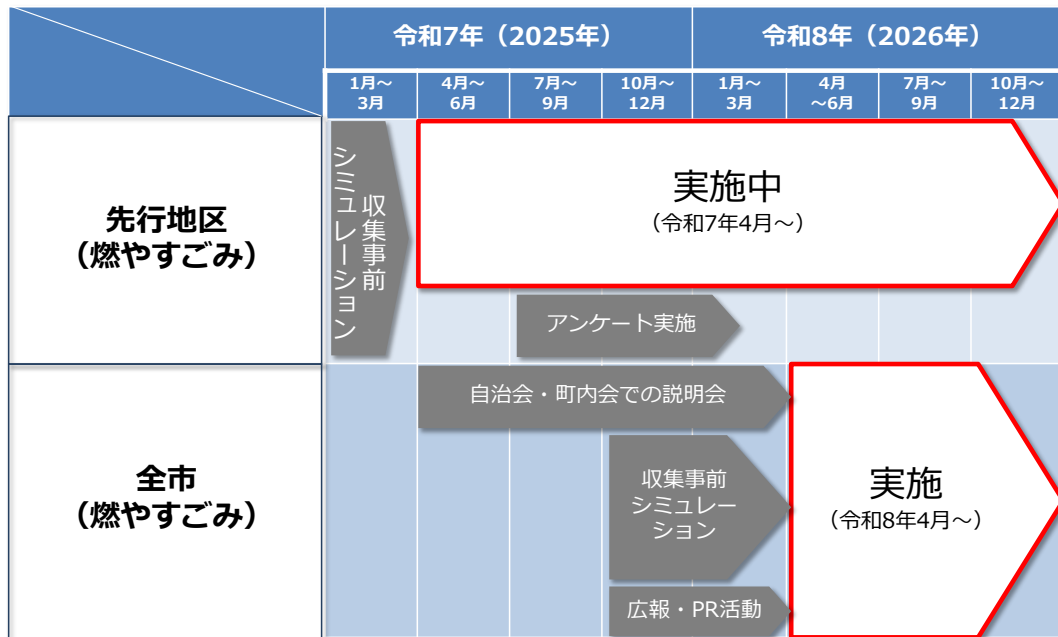 令和7年（2025年）
令和8年（2026年）
1月～
3月
4月～
6月
7月～
9月
10月～
12月
1月～
3月
4月
～6月
7月～
9月
10月～
12月
先行地区
（燃やすごみ）
収集事前
シミュレーション
実施中
（令和7年4月～）
アンケート実施
全市
（燃やすごみ）
自治会・町内会での説明会
収集事前
シミュレー
ション
広報・PR活動
実施
（令和8年4月～）